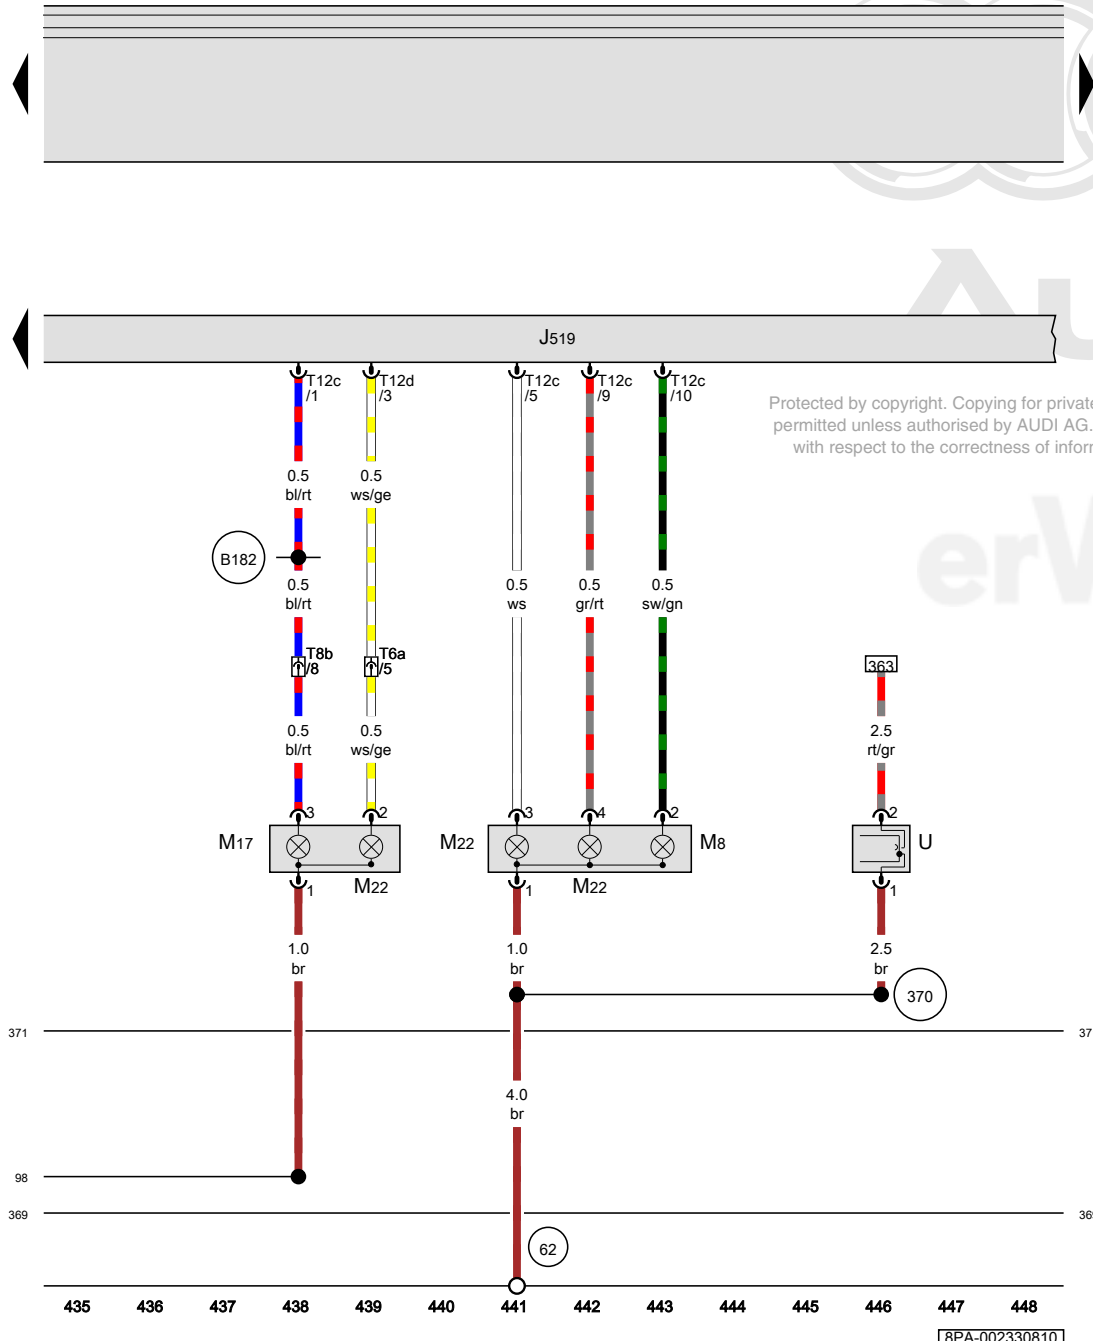 Au
J519
T12c T12d T12c T12c T12c
/1 /3 /5 /9 /10
Protected by copyright. Copying for private
permitted unless authorised by AUDI AG.
with respect to the correctness of inform
0.5 0.5
bl/rt ws/ge
erW
B182
0.5 0.5 0.5 0.5
bl/rt ws gr/rt sw/gn
T8b T6a
/8 /5
363
0.5 0.5 2.5
bl/rt ws/ge rt/gr
3 2 3 4 2 2
M17 M22 M8 U
1 M22 1 M22 1
1.0 1.0 2.5
br br br
370
371 37
4.0
br
98
369 369
62
435 436 437 438 439 440 441 442 443 444 445 446 447 448
8PA-002330810